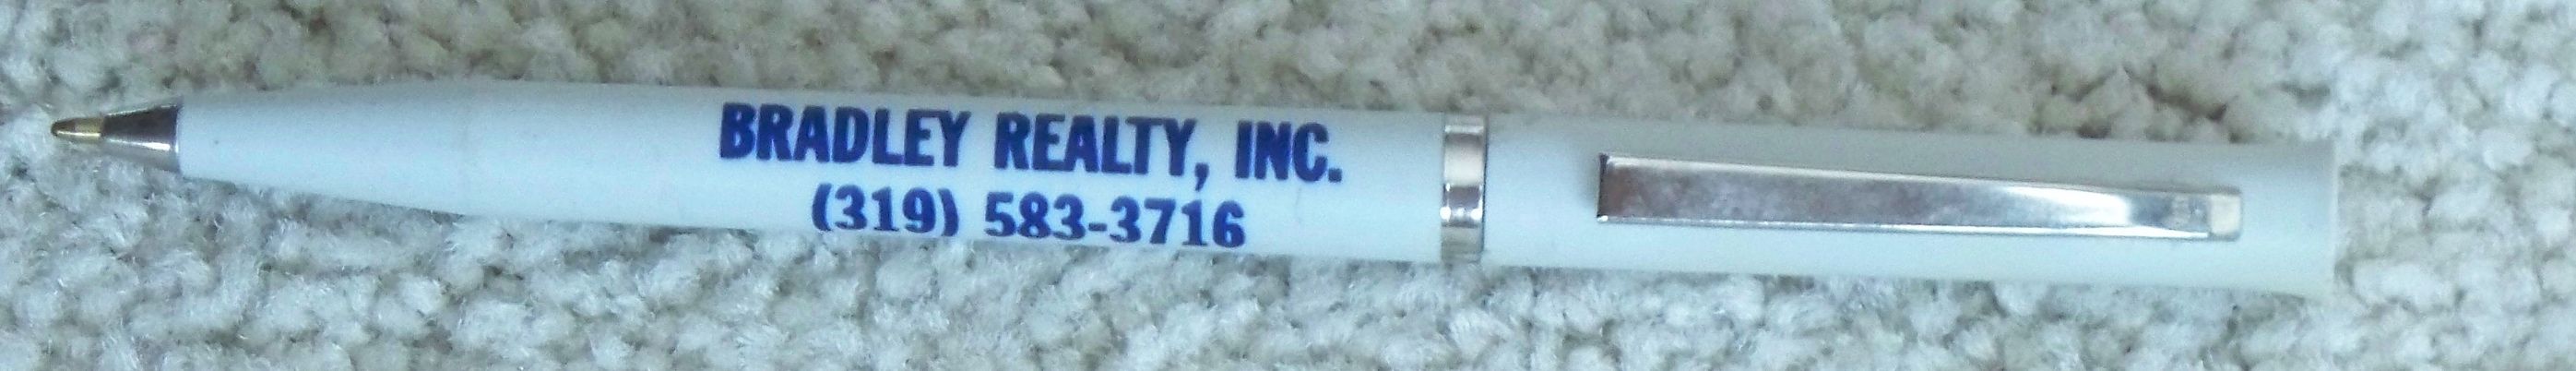 BRADLEY REALTY, INC.
(319) 583-3716